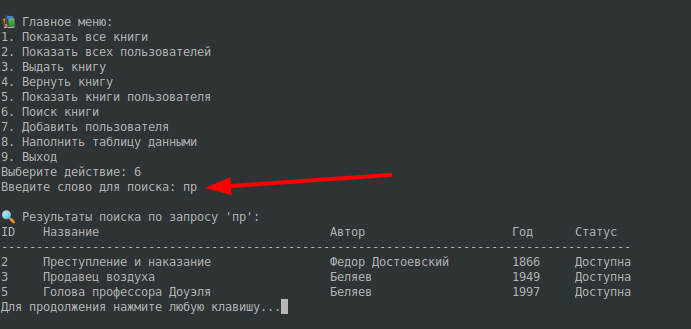 Главное меню:
1. Показать все книги
2. Показать всех пользователей
3. Выдать книгу
4. Вернуть книгу
5. Показать книги пользователя
6. Поиск книги
7. Добавить пользователя
8. Наполнить таблицу данными
9. Выход
Выберите действие: 6
Введите слово для поиска: пр
Результаты поиска по запросу 'пр':
ID Название Автор Год Статус
------------------------------------------------------------------------------------------
2 Преступление и наказание Федор Достоевский 1866 Доступна
3 Продавец воздуха Беляев 1949 Доступна
5 Голова профессора Доуэля Беляев 1997 Доступна
Для продолжения нажмите любую клавишу...